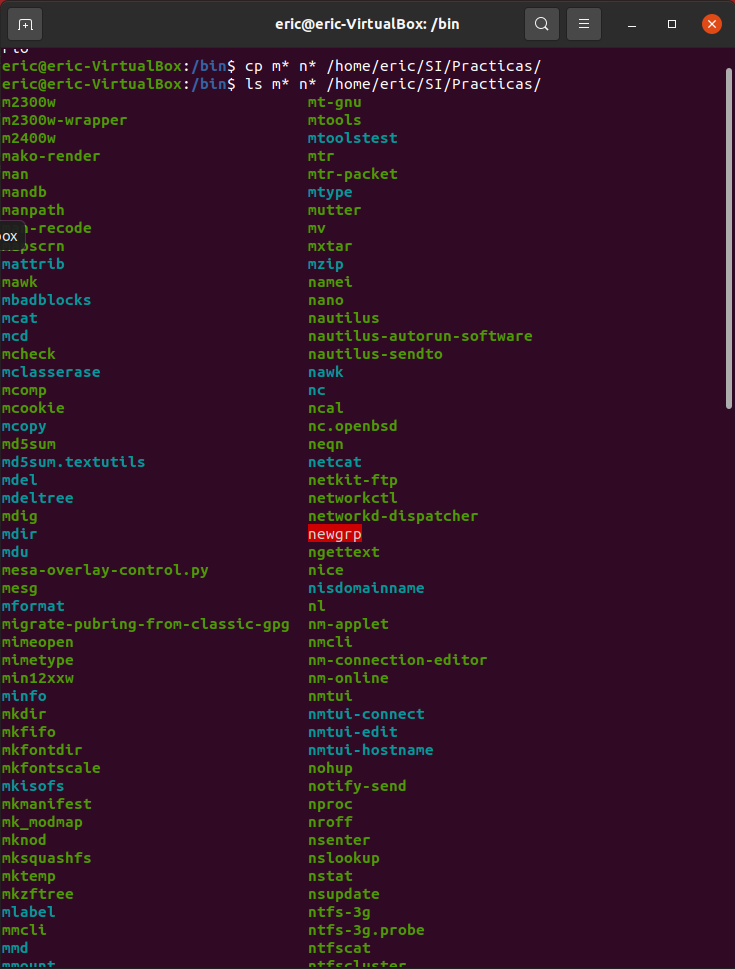 eric@eric-VirtualBox: /bin
eric@eric-VirtualBox:/bin$ cp m* n* /home/eric/SI/Practicas/
eric@eric-VirtualBox:/bin$ ls m* n* /home/eric/SI/Practicas/
m2300w mt-gnu
m2300w-wrapper mtools
m2400w mtoolstest
mako-render mtr
man mtr-packet
mandb mtype
manpath mutter
-recode mv
ox
pscrn mxtar
mattrib mzip
mawk namei
mbadblocks nano
mcat nautilus
mcd nautilus-autorun-software
mcheck nautilus-sendto
mclasserase nawk
mcomp nc
mcookie ncal
mcopy nc.openbsd
md5sum neqn
md5sum.textutils netcat
mdel netkit-ftp
mdeltree networkctl
mdig networkd-dispatcher
mdir newgrp
mdu ngettext
mesa-overlay-control.py nice
mesg nisdomainname
mformat nl
migrate-pubring-from-classic-gpg nm-applet
mimeopen nmcli
mimetype nm-connection-editor
min12xxw nm-online
minfo nmtui
mkdir nmtui-connect
mkfifo nmtui-edit
mkfontdir nmtui-hostname
mkfontscale nohup
mkisofs notify-send
mkmanifest nproc
mk_modmap nroff
mknod nsenter
mksquashfs nslookup
mktemp nstat
mkzftree nsupdate
mlabel ntfs-3g
mmcli ntfs-3g.probe
mmd ntfscat
mmount ntfscluster